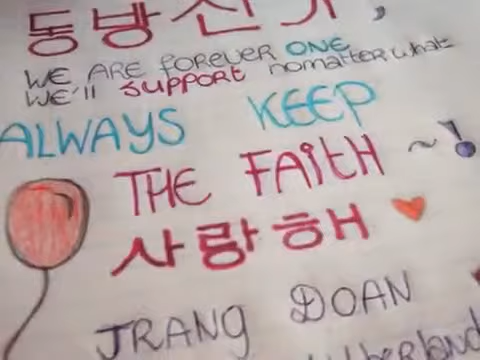 동방신기,
WE ARE FOREVER ONE
WE'LL SUPPORT nomatter what
ALWAYS KEEP
THE FAiTH ~!
사랑해
JRANG DOAN